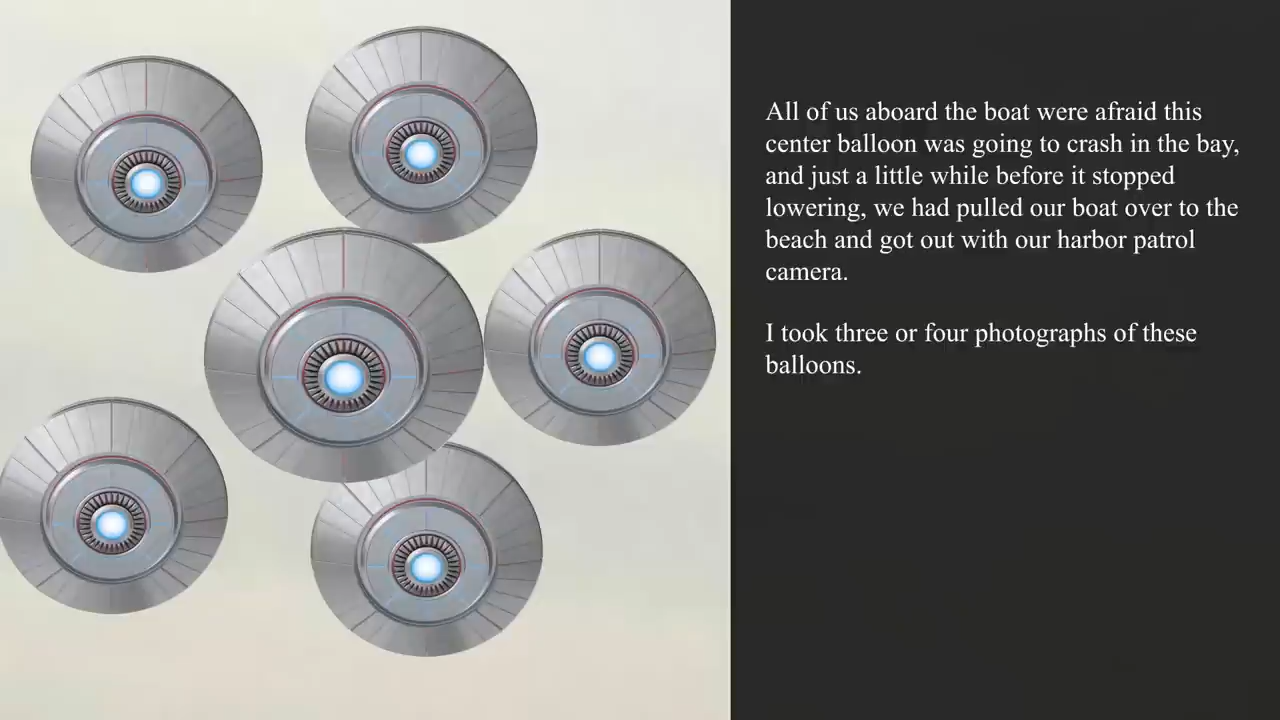 All of us aboard the boat were afraid this
center balloon was going to crash in the bay,
and just a little while before it stopped
lowering, we had pulled our boat over to the
beach and got out with our harbor patrol
camera.
I took three or four photographs of these
balloons.